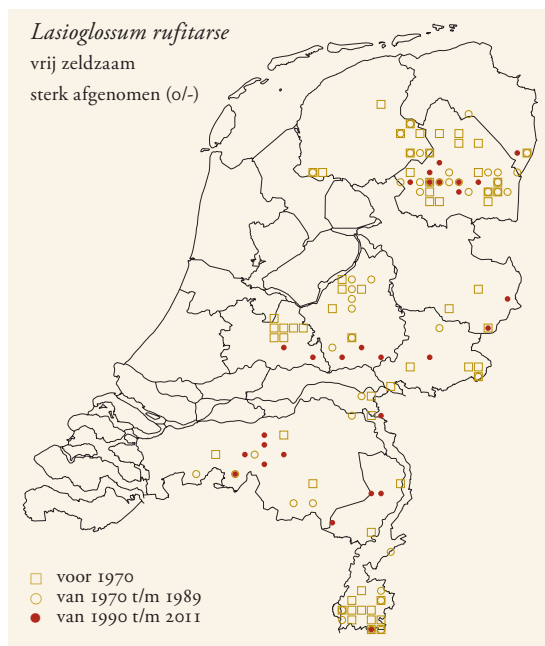 Lasioglossum rufitarse
vrij zeldzaam
sterk afgenomen (0/-)
voor 1970
van 1970 t/m 1989
van 1990 t/m 2011